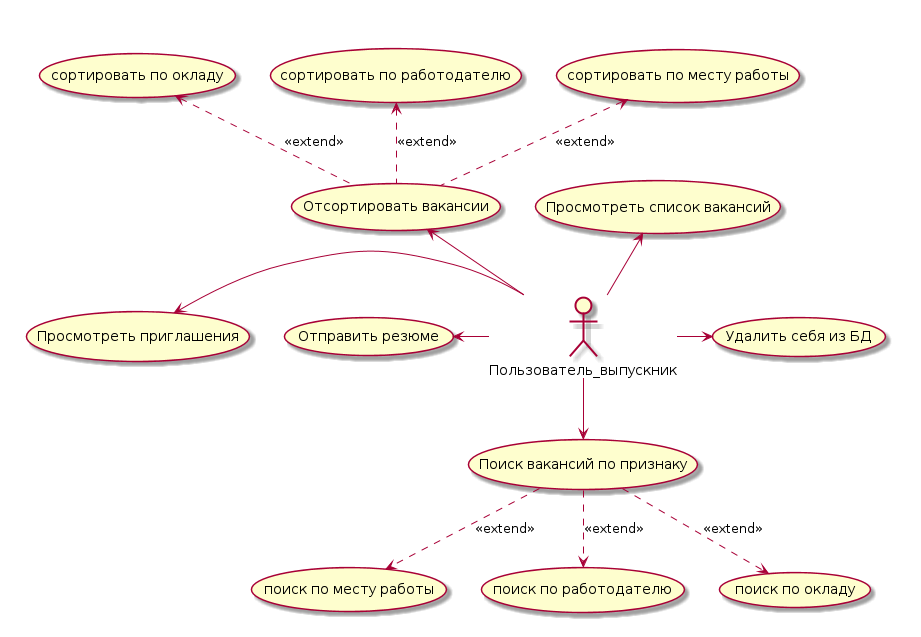 сортировать по окладу
сортировать по работодателю
сортировать по месту работы
«extend»
«extend»
«extend»
Отсортировать вакансии
Просмотреть список вакансий
Просмотреть приглашения
Отправить резюме
Удалить себя из БД
Пользователь_выпускник
Поиск вакансий по признаку
«extend»
«extend»
«extend»
поиск по месту работы
поиск по работодателю
поиск по окладу